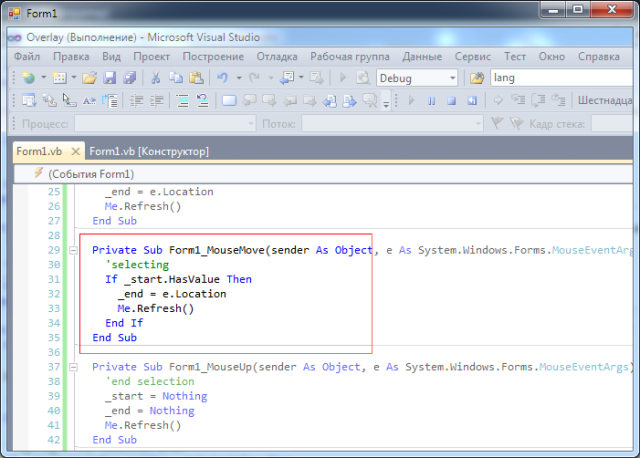 Form1
Overlay (Выполнение) - Microsoft Visual Studio
Файл Правка Вид Проект Построение Отладка Рабочая группа Данные Сервис Тест Окно Справка
Debug lang
Шестнадца
Процесс: Поток: Кадр стека:
Form1.vb Form1.vb [Конструктор]
(События Form1)
25 _end = e.Location
26 Me.Refresh()
27 End Sub
28
29 Private Sub Form1_MouseMove(sender As Object, e As System.Windows.Forms.MouseEventArgs
30 'selecting
31 If _start.HasValue Then
32 _end = e.Location
33 Me.Refresh()
34 End If
35 End Sub
36
37 Private Sub Form1_MouseUp(sender As Object, e As System.Windows.Forms.MouseEventArgs)
38 'end selection
39 _start = Nothing
40 _end = Nothing
41 Me.Refresh()
42 End Sub